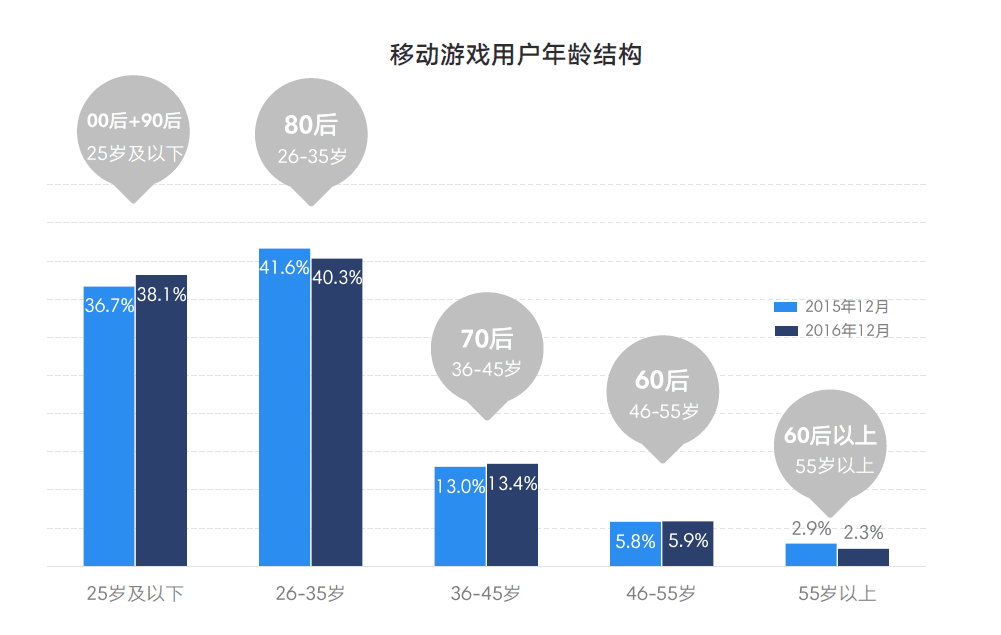 移动游戏用户年龄结构
00后+90后
25岁及以下
80后
26-35岁
70后
36-45岁
60后
46-55岁
60后以上
55岁以上
2015年12月
2016年12月
36.7%
38.1%
41.6%
40.3%
13.0%
13.4%
5.8%
5.9%
2.9%
2.3%
25岁及以下
26-35岁
36-45岁
46-55岁
55岁以上